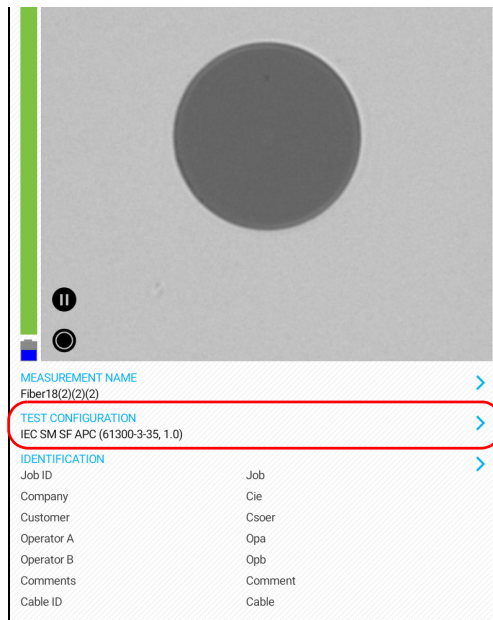 MEASUREMENT NAME
Fiber18(2)(2)(2)
TEST CONFIGURATION
IEC SM SF APC (61300-3-35, 1.0)
IDENTIFICATION
Job ID Job
Company Cie
Customer Csoer
Operator A Opa
Operator B Opb
Comments Comment
Cable ID Cable